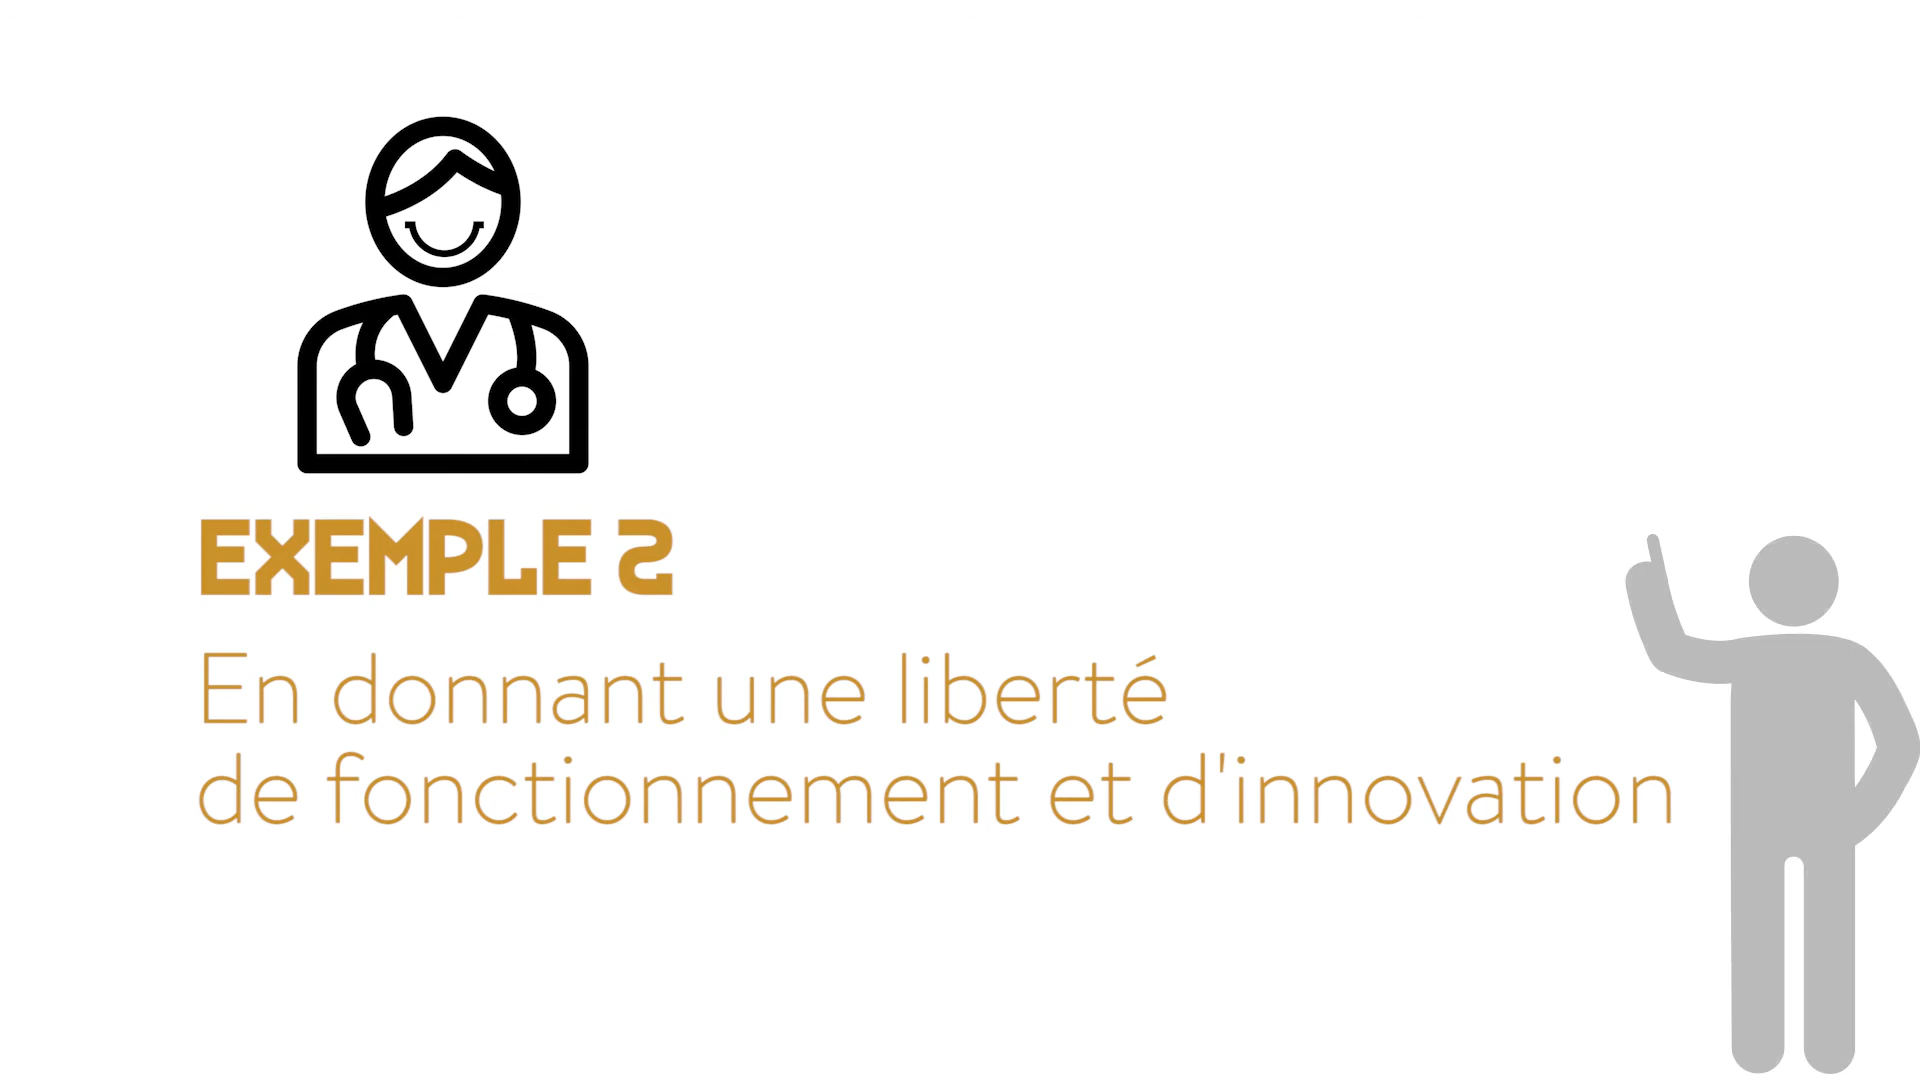 EXEMPLE 2
En donnant une liberté
de fonctionnement et d'innovation